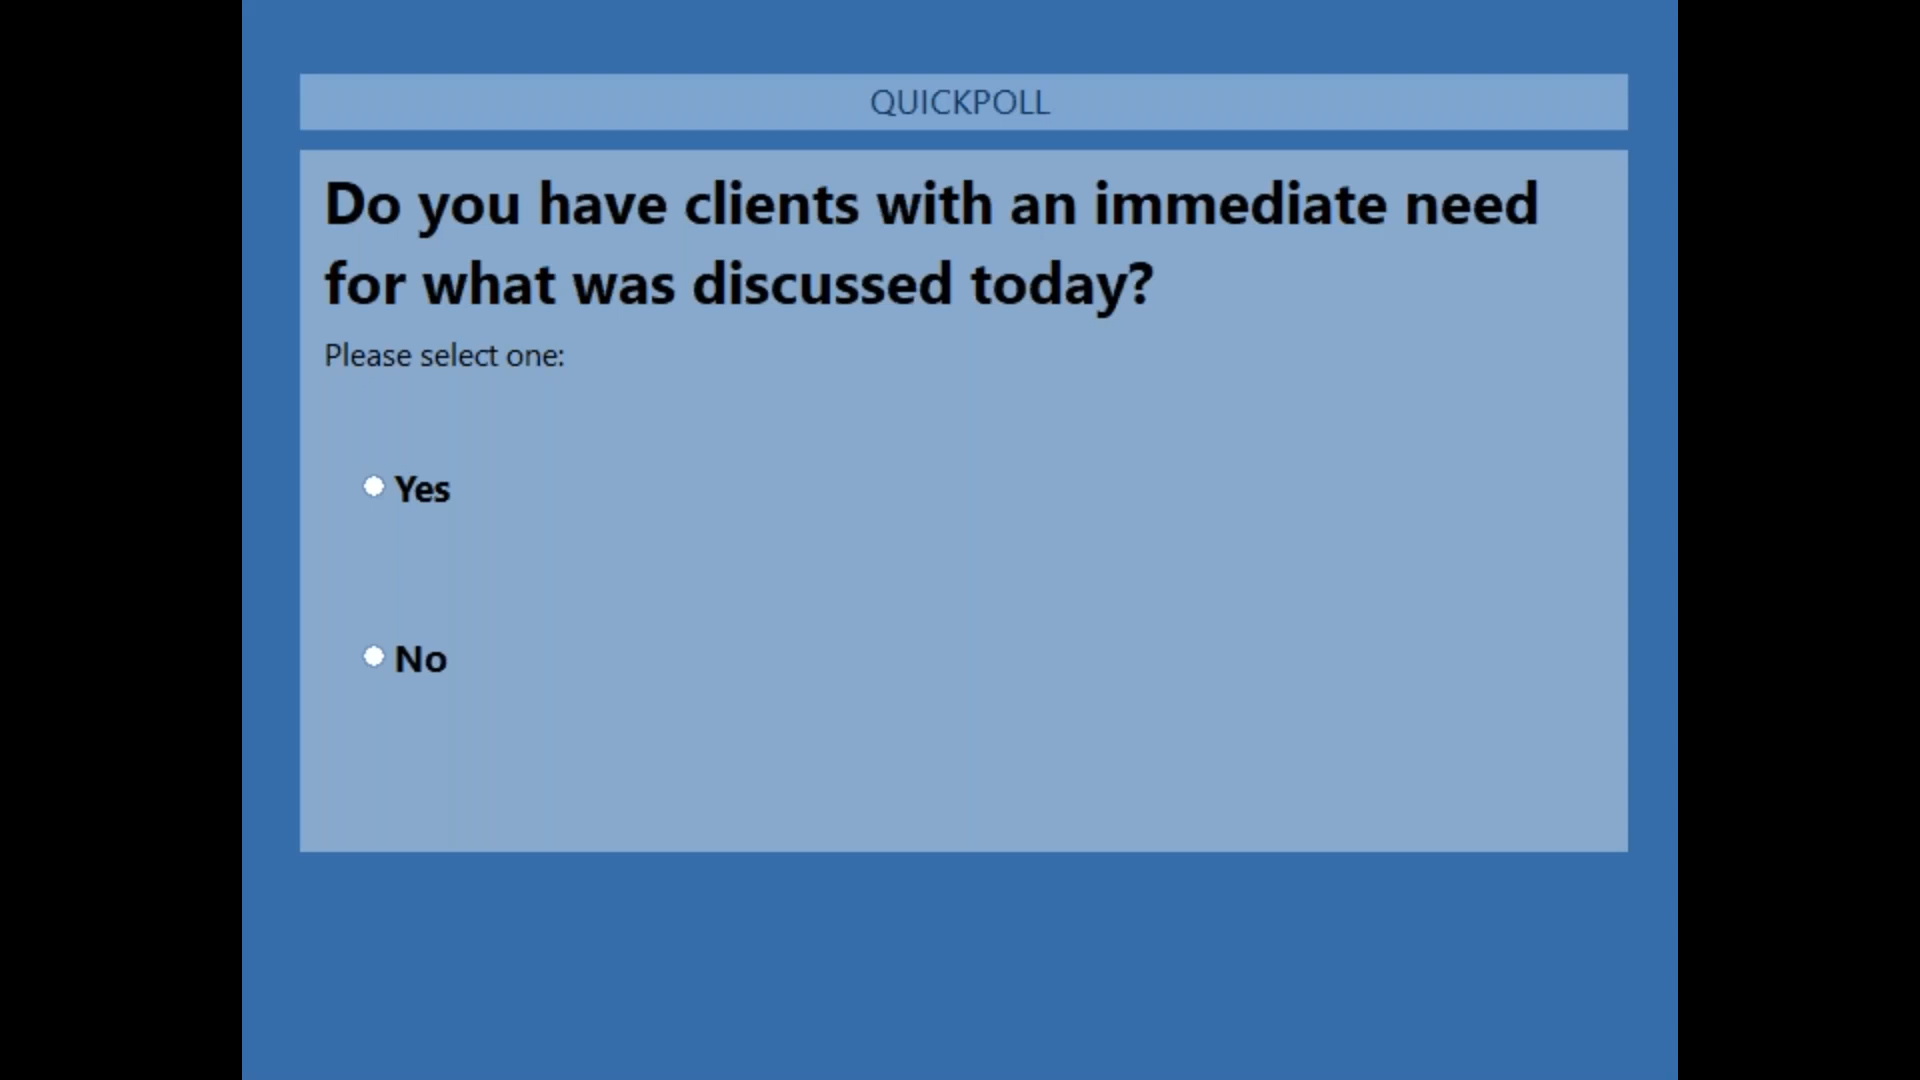 QUICKPOLL
Do you have clients with an immediate need
for what was discussed today?
Please select one:
Yes
No